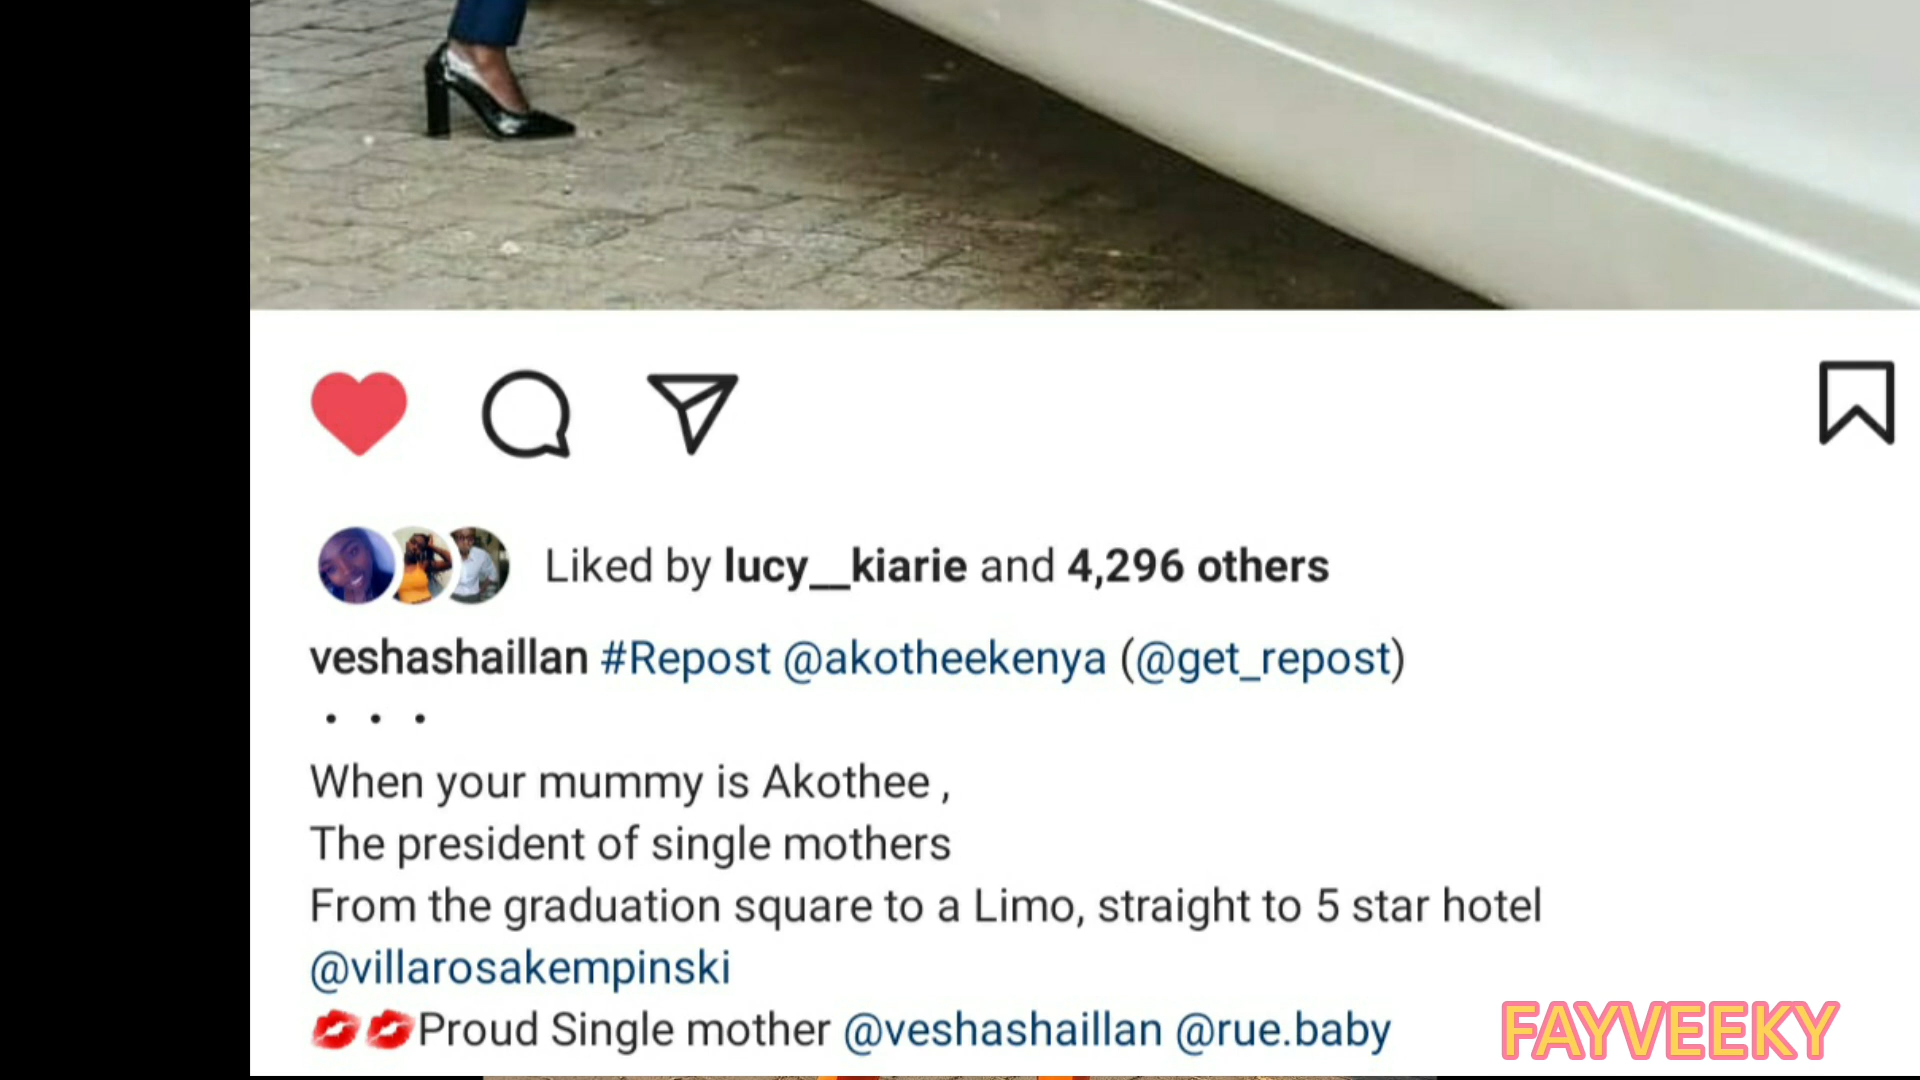 Liked by lucy__kiarie and 4,296 others
veshashaillan #Repost @akotheekenya (@get_repost)
・・・
When your mummy is Akothee ,
The president of single mothers
From the graduation square to a Limo, straight to 5 star hotel
@villarosakempinski
💋💋Proud Single mother @veshashaillan @rue.baby
FAYVEEKY